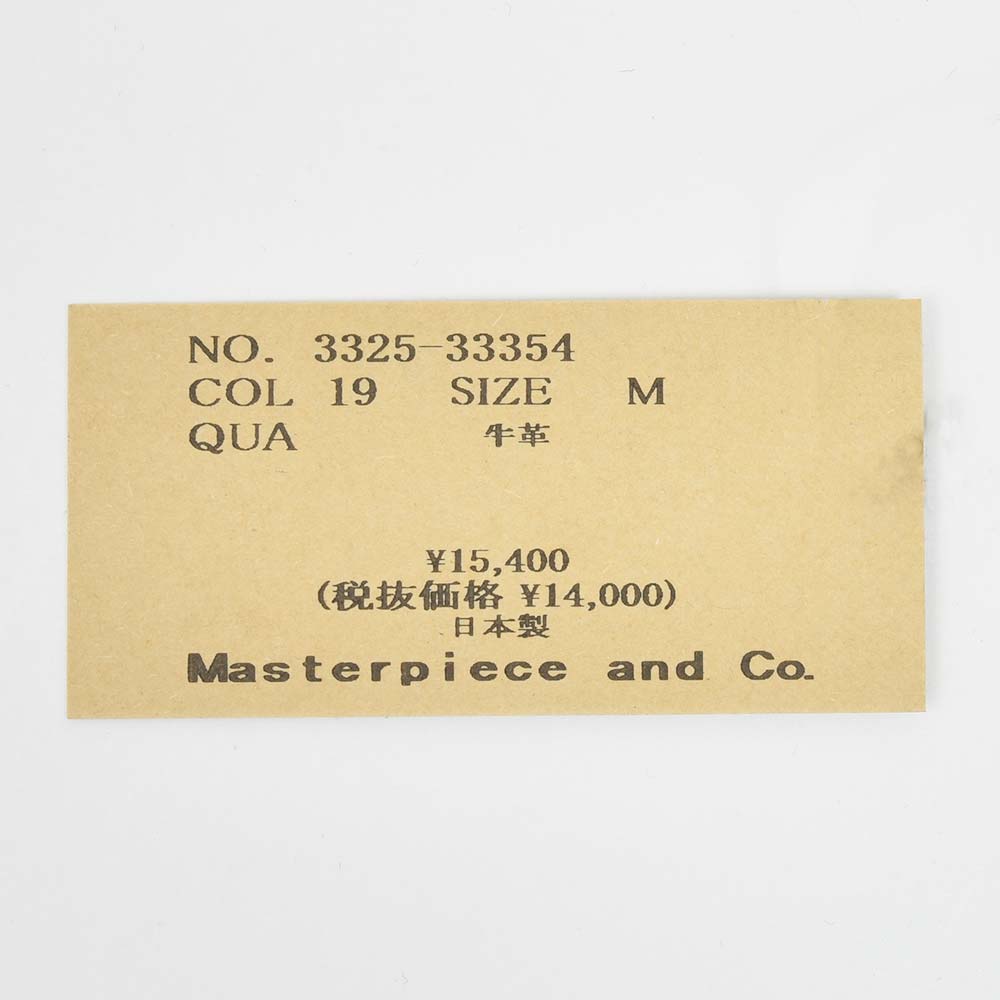 NO. 3325-33354
COL 19 SIZE M
QUA 牛革
¥15,400
(税抜価格 ¥14,000)
日本製
Masterpiece and Co.